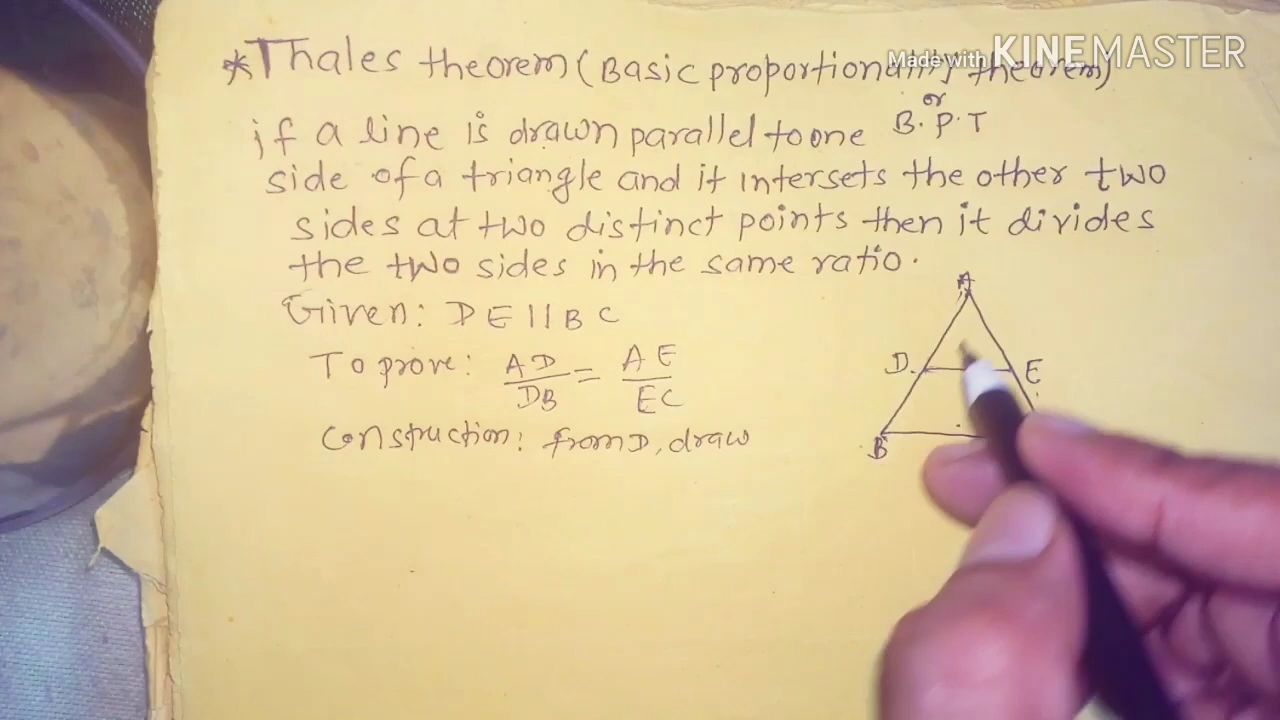 Made with KINEMASTER
*Thales theorem (Basic proportionality theorem)
or
B.P.T
if a line is drawn parallel to one
side of a triangle and it intersets the other two
sides at two distinct points then it divides
the two sides in the same ratio.
Given: DE||BC
To prove: AD/DB = AE/EC
Construction: from D, draw
A
D
E
B